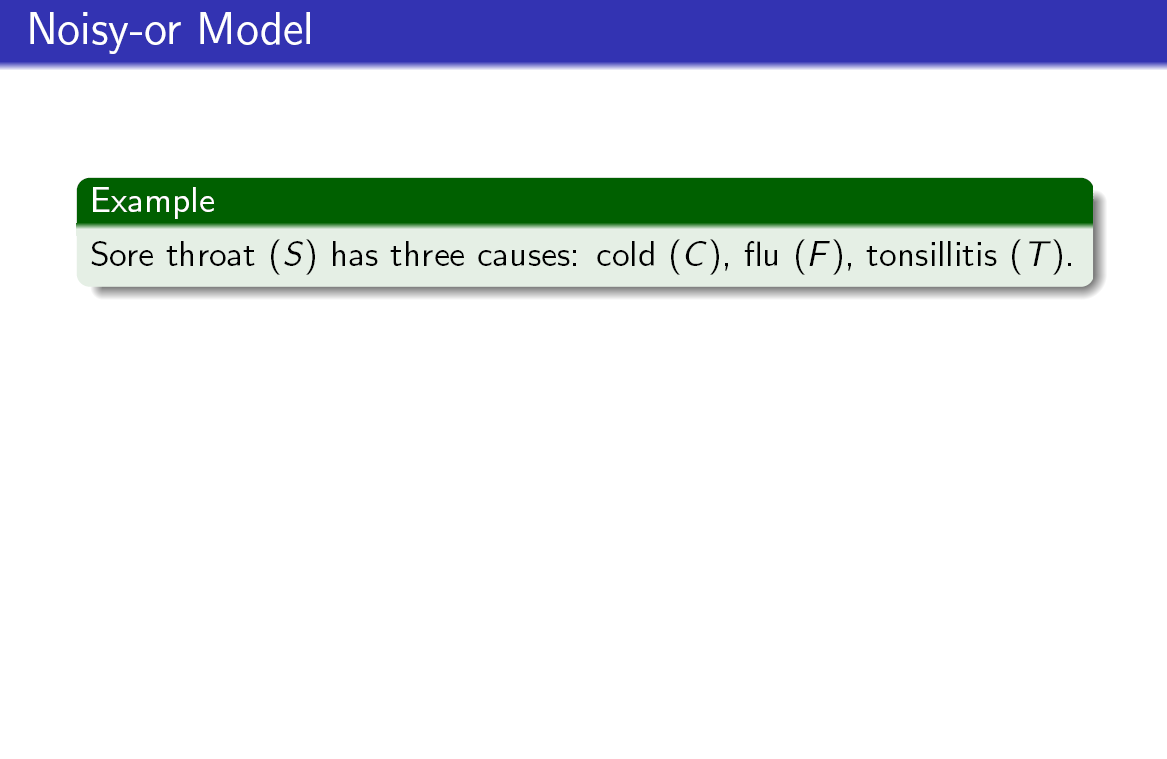 Noisy-or Model
Example
Sore throat (S) has three causes: cold (C), flu (F), tonsillitis (T).